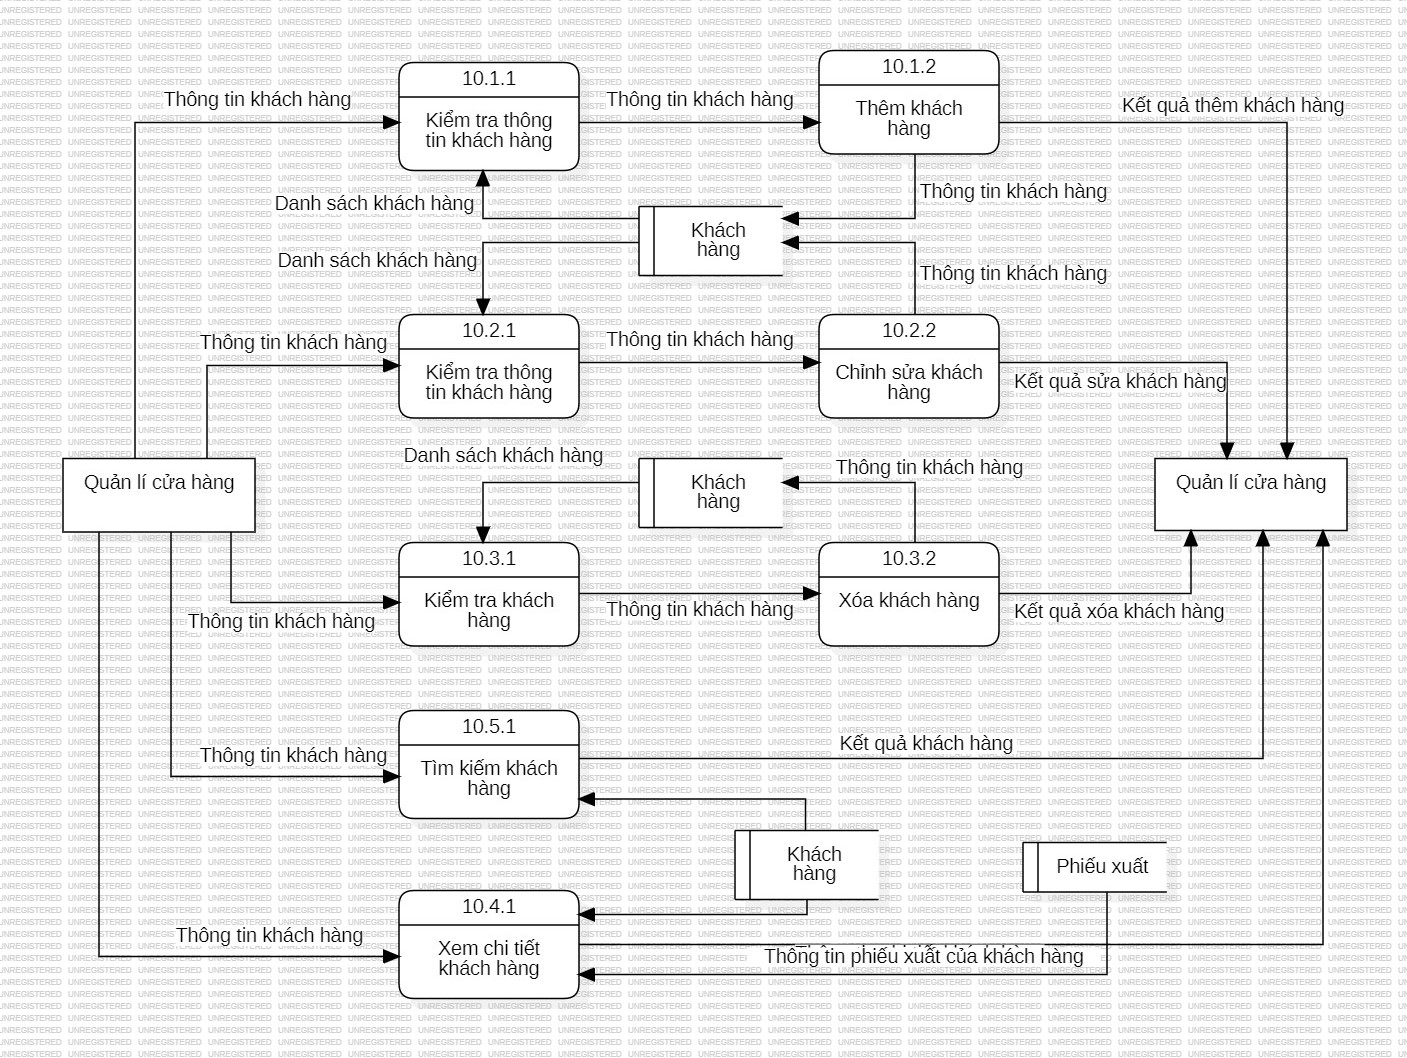 10.1.1
Kiểm tra thông
tin khách hàng
10.1.2
Thêm khách
hàng
Thông tin khách hàng
Thông tin khách hàng
Kết quả thêm khách hàng
Danh sách khách hàng
Thông tin khách hàng
Khách
hàng
Danh sách khách hàng
Thông tin khách hàng
10.2.1
Kiểm tra thông
tin khách hàng
10.2.2
Chỉnh sửa khách
hàng
Thông tin khách hàng
Thông tin khách hàng
Kết quả sửa khách hàng
Quản lí cửa hàng
Danh sách khách hàng
Khách
hàng
Thông tin khách hàng
Quản lí cửa hàng
10.3.1
Kiểm tra khách
hàng
10.3.2
Xóa khách hàng
Thông tin khách hàng
Thông tin khách hàng
Kết quả xóa khách hàng
10.5.1
Tìm kiếm khách
hàng
Thông tin khách hàng
Kết quả khách hàng
Khách
hàng
Phiếu xuất
10.4.1
Xem chi tiết
khách hàng
Thông tin khách hàng
Thông tin phiếu xuất của khách hàng
UNREGISTERED